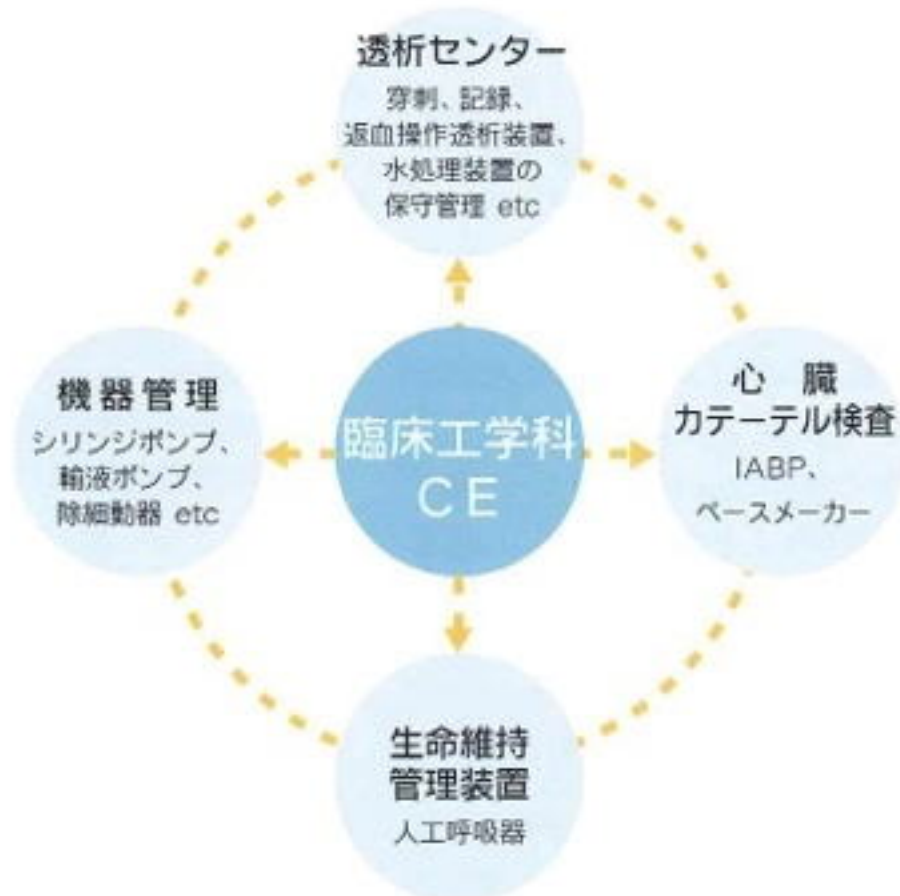 透析センター
穿刺、記録、
返血操作透析装置、
水処理装置の
保守管理 etc
機器管理
シリンジポンプ、
輸液ポンプ、
除細動器 etc
臨床工学科
CE
心 臓
カテーテル検査
IABP、
ペースメーカー
生命維持
管理装置
人工呼吸器